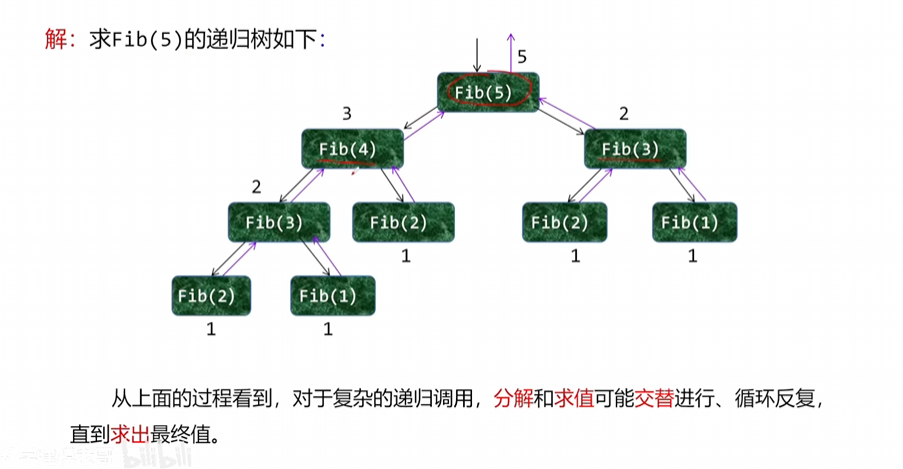 解：求Fib(5)的递归树如下：
5
Fib(5)
3
2
Fib(4)
Fib(3)
2
Fib(3)
Fib(2)
Fib(2)
Fib(1)
1
1
1
Fib(2)
Fib(1)
1
1
从上面的过程看到，对于复杂的递归调用，分解和求值可能交替进行、循环反复，
直到求出最终值。
bilibili